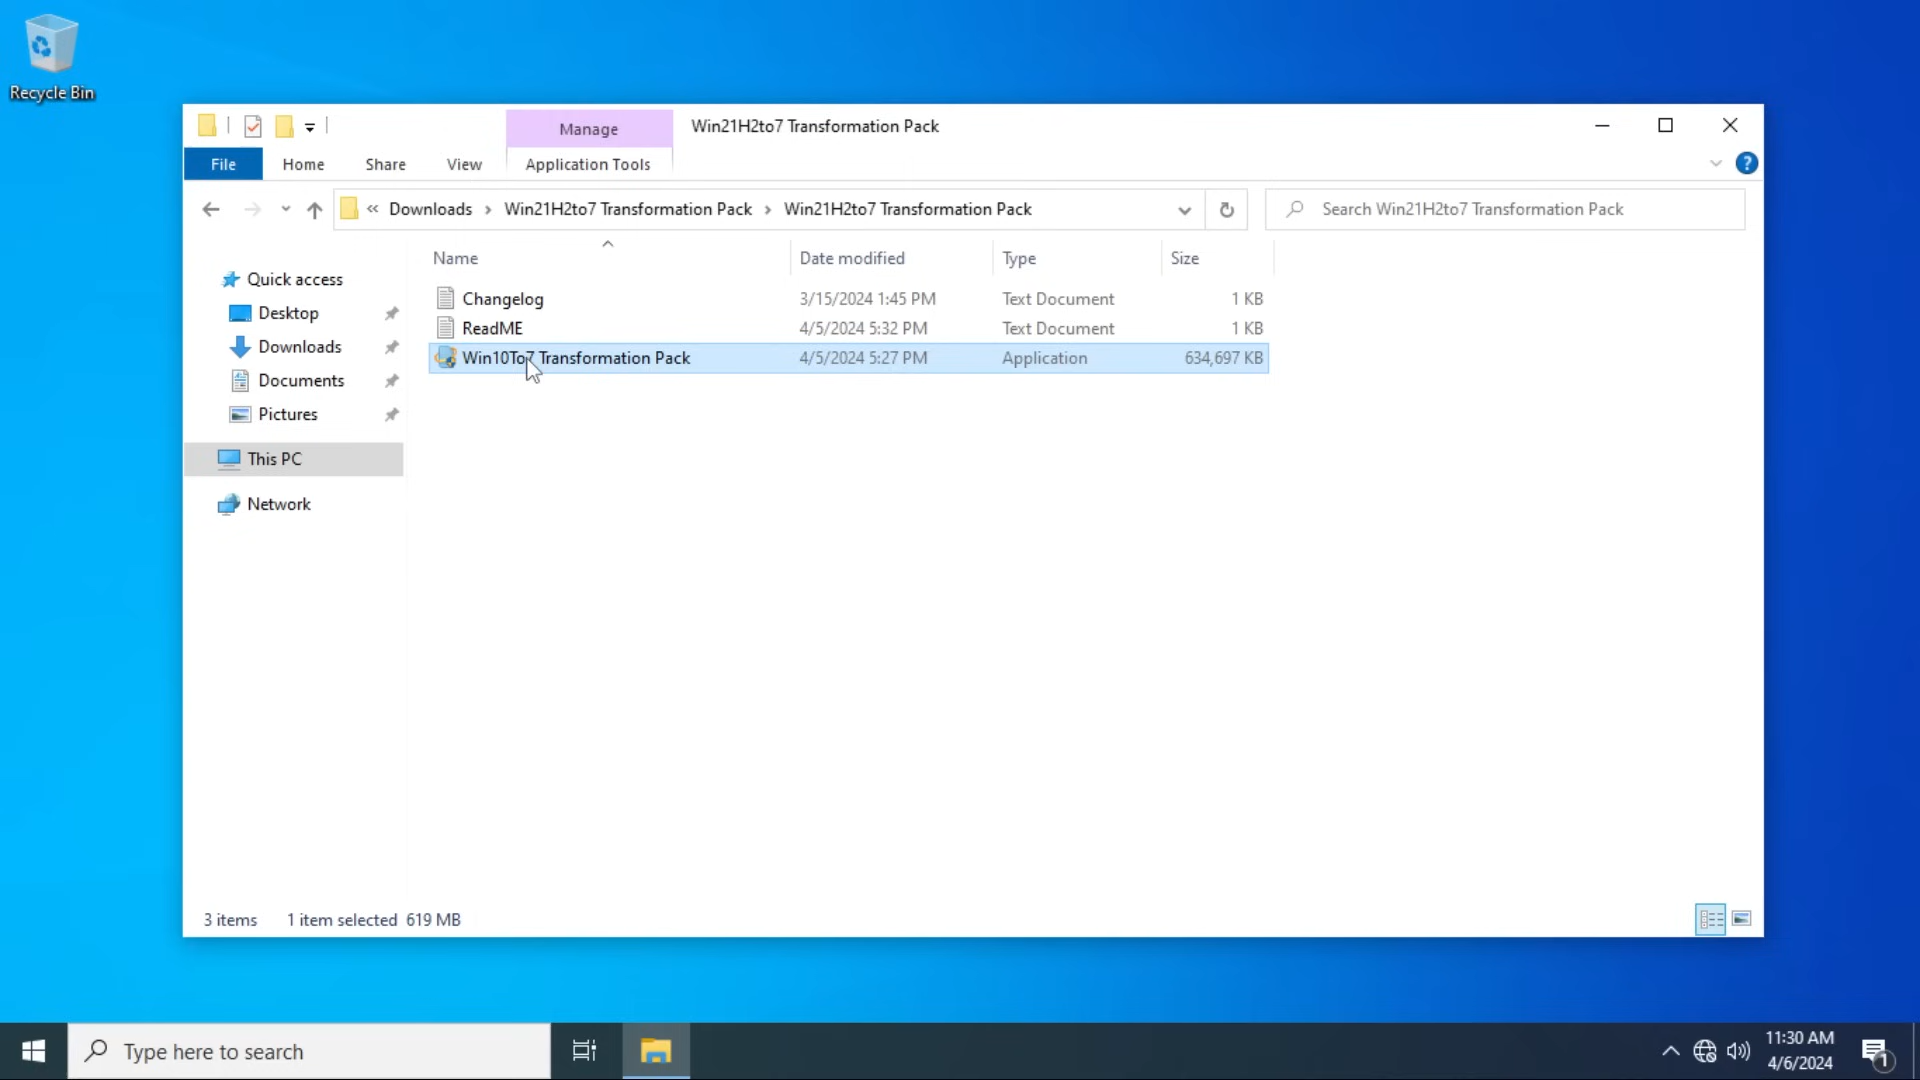 Recycle Bin
Manage
Win21H2to7 Transformation Pack
File
Home
Share
View
Application Tools
?
« Downloads › Win21H2to7 Transformation Pack › Win21H2to7 Transformation Pack
Search Win21H2to7 Transformation Pack
Name
Date modified
Type
Size
Quick access
Desktop
Downloads
Documents
Pictures
This PC
Network
Changelog 3/15/2024 1:45 PM Text Document 1 KB
ReadME 4/5/2024 5:32 PM Text Document 1 KB
Win10To7 Transformation Pack 4/5/2024 5:27 PM Application 634,697 KB
3 items 1 item selected 619 MB
Type here to search
11:30 AM
4/6/2024
1